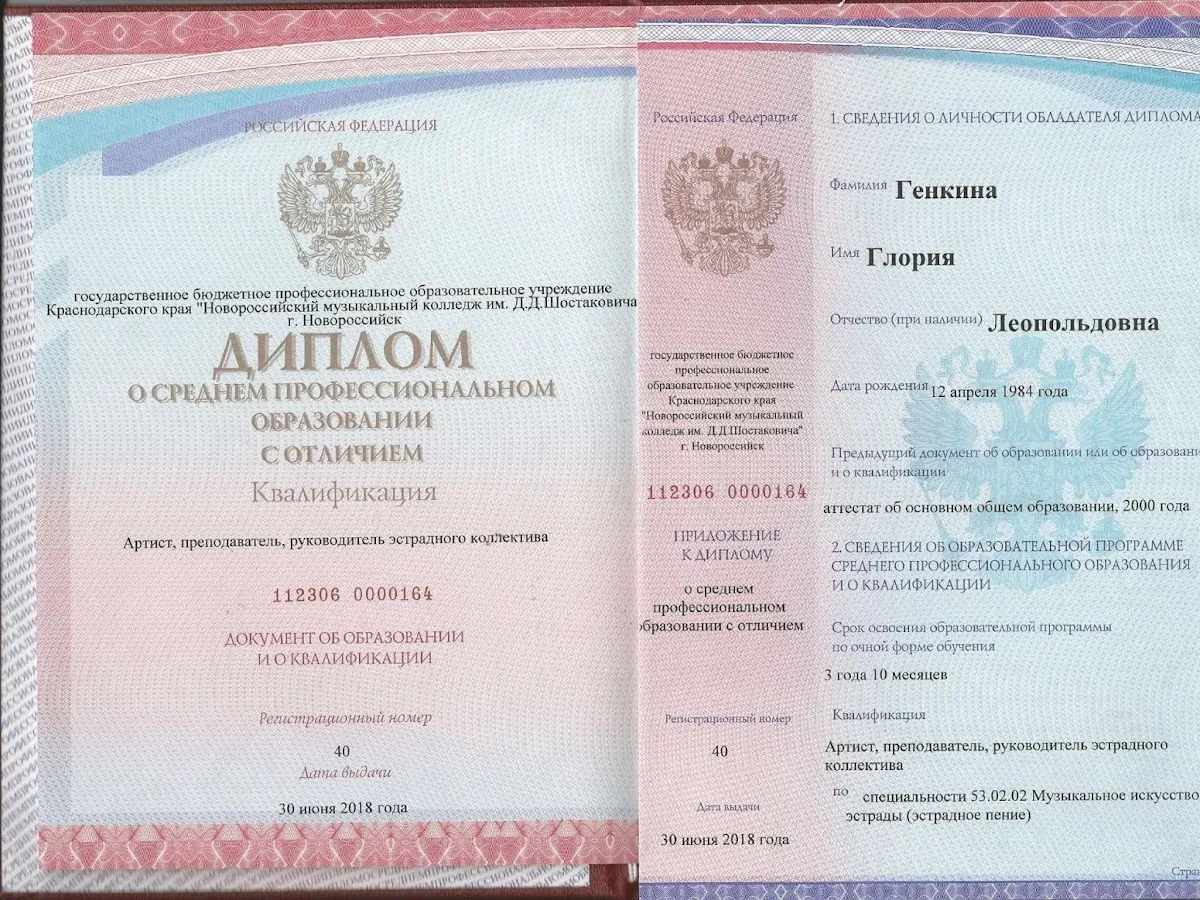 РОССИЙСКАЯ ФЕДЕРАЦИЯ
государственное бюджетное профессиональное образовательное учреждение
Краснодарского края "Новороссийский музыкальный колледж им. Д.Д.Шостаковича"
г. Новороссийск
ДИПЛОМ
О СРЕДНЕМ ПРОФЕССИОНАЛЬНОМ
ОБРАЗОВАНИИ
С ОТЛИЧИЕМ
Квалификация
Артист, преподаватель, руководитель эстрадного коллектива
112306 0000164
ДОКУМЕНТ ОБ ОБРАЗОВАНИИ
И О КВАЛИФИКАЦИИ
Регистрационный номер
40
Дата выдачи
30 июня 2018 года
Российская Федерация
государственное бюджетное
профессиональное
образовательное учреждение
Краснодарского края
"Новороссийский музыкальный
колледж им. Д.Д.Шостаковича"
г. Новороссийск
112306 0000164
ПРИЛОЖЕНИЕ
К ДИПЛОМУ
о среднем
профессиональном
образовании с отличием
Регистрационный номер
40
Дата выдачи
30 июня 2018 года
1. СВЕДЕНИЯ О ЛИЧНОСТИ ОБЛАДАТЕЛЯ ДИПЛОМА
Фамилия Генкина
Имя Глория
Отчество (при наличии) Леопольдовна
Дата рождения 12 апреля 1984 года
Предыдущий документ об образовании или об образовани
и о квалификации
аттестат об основном общем образовании, 2000 года
2. СВЕДЕНИЯ ОБ ОБРАЗОВАТЕЛЬНОЙ ПРОГРАММЕ
СРЕДНЕГО ПРОФЕССИОНАЛЬНОГО ОБРАЗОВАНИЯ
И О КВАЛИФИКАЦИИ
Срок освоения образовательной программы
по очной форме обучения
3 года 10 месяцев
Квалификация
Артист, преподаватель, руководитель эстрадного
коллектива
по специальности 53.02.02 Музыкальное искусство
эстрады (эстрадное пение)